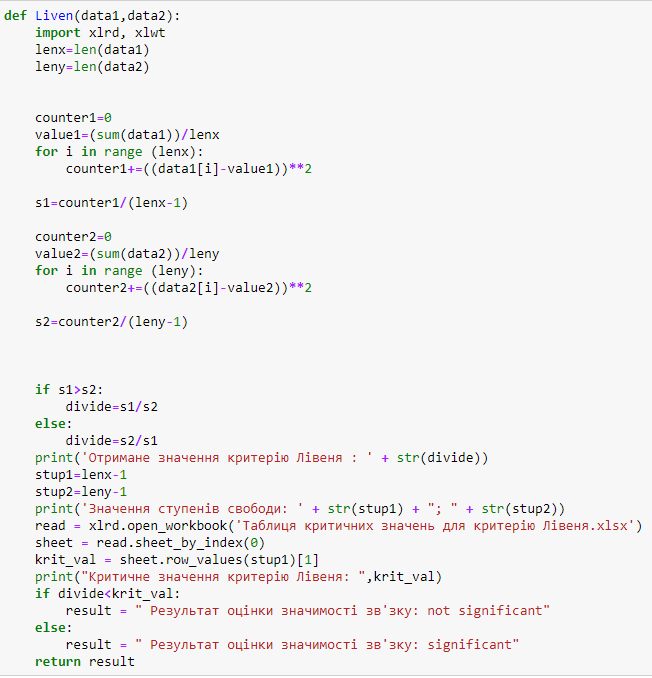 def Liven(data1,data2):
    import xlrd, xlwt
    lenx=len(data1)
    leny=len(data2)
    counter1=0
    value1=(sum(data1))/lenx
    for i in range (lenx):
        counter1+=((data1[i]-value1))**2
    s1=counter1/(lenx-1)
    counter2=0
    value2=(sum(data2))/leny
    for i in range (leny):
        counter2+=((data2[i]-value2))**2
    s2=counter2/(leny-1)
    if s1>s2:
        divide=s1/s2
    else:
        divide=s2/s1
    print('Отримане значення критерію Лівеня : ' + str(divide))
    stup1=lenx-1
    stup2=leny-1
    print('Значення ступенів свободи: ' + str(stup1) + "; " + str(stup2))
    read = xlrd.open_workbook('Таблиця критичних значень для критерію Лівеня.xlsx')
    sheet = read.sheet_by_index(0)
    krit_val = sheet.row_values(stup1)[1]
    print("Критичне значення критерію Лівеня: ",krit_val)
    if divide<krit_val:
        result = " Результат оцінки значимості зв'зку: not significant"
    else:
        result = " Результат оцінки значимості зв'зку: significant"
    return result